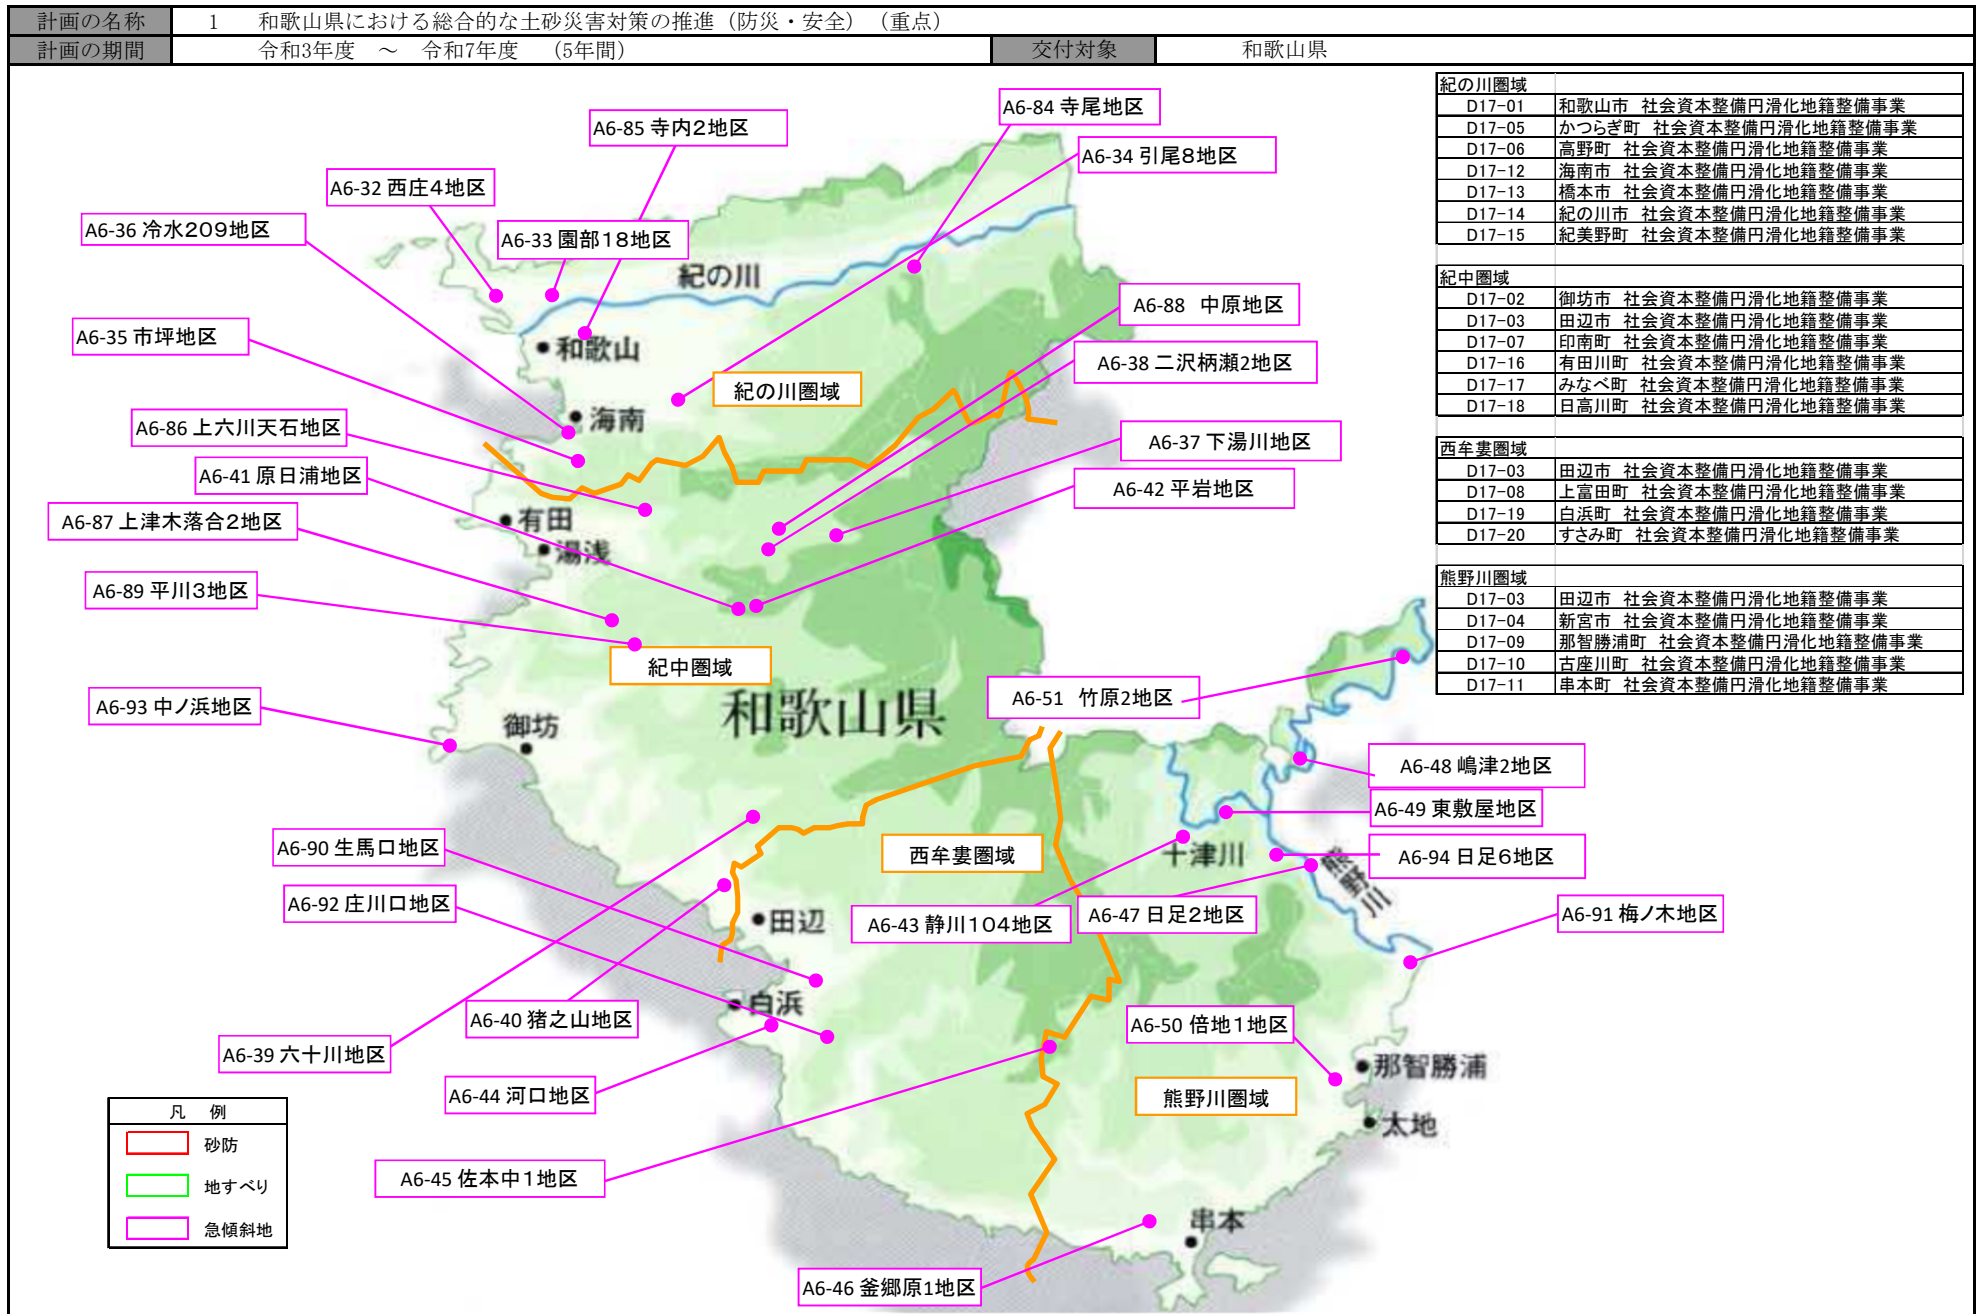 計画の名称 1 和歌山県における総合的な土砂災害対策の推進（防災・安全）（重点）
計画の期間 令和3年度 ～ 令和7年度 （5年間） 交付対象 和歌山県
紀の川圏域
D17-01 和歌山市 社会資本整備円滑化地籍整備事業
D17-05 かつらぎ町 社会資本整備円滑化地籍整備事業
D17-06 高野町 社会資本整備円滑化地籍整備事業
D17-12 海南市 社会資本整備円滑化地籍整備事業
D17-13 橋本市 社会資本整備円滑化地籍整備事業
D17-14 紀の川市 社会資本整備円滑化地籍整備事業
D17-15 紀美野町 社会資本整備円滑化地籍整備事業
紀中圏域
D17-02 御坊市 社会資本整備円滑化地籍整備事業
D17-03 田辺市 社会資本整備円滑化地籍整備事業
D17-07 印南町 社会資本整備円滑化地籍整備事業
D17-16 有田川町 社会資本整備円滑化地籍整備事業
D17-17 みなべ町 社会資本整備円滑化地籍整備事業
D17-18 日高川町 社会資本整備円滑化地籍整備事業
西牟婁圏域
D17-03 田辺市 社会資本整備円滑化地籍整備事業
D17-08 上富田町 社会資本整備円滑化地籍整備事業
D17-19 白浜町 社会資本整備円滑化地籍整備事業
D17-20 すさみ町 社会資本整備円滑化地籍整備事業
熊野川圏域
D17-03 田辺市 社会資本整備円滑化地籍整備事業
D17-04 新宮市 社会資本整備円滑化地籍整備事業
D17-09 那智勝浦町 社会資本整備円滑化地籍整備事業
D17-10 古座川町 社会資本整備円滑化地籍整備事業
D17-11 串本町 社会資本整備円滑化地籍整備事業
A6-84 寺尾地区
A6-85 寺内2地区
A6-34 引尾8地区
A6-32 西庄4地区
A6-36 冷水209地区
A6-33 園部18地区
紀の川
A6-88 中原地区
A6-35 市坪地区
和歌山
A6-38 二沢柄瀬2地区
紀の川圏域
海南
A6-86 上六川天石地区
A6-37 下湯川地区
A6-41 原日浦地区
A6-42 平岩地区
A6-87 上津木落合2地区
有田
湯浅
A6-89 平川3地区
紀中圏域
A6-51 竹原2地区
A6-93 中ノ浜地区
和歌山県
御坊
A6-48 嶋津2地区
A6-49 東敷屋地区
A6-90 生馬口地区
西牟婁圏域
十津川
A6-94 日足6地区
熊野川
A6-92 庄川口地区
田辺
A6-43 静川104地区
A6-47 日足2地区
A6-91 梅ノ木地区
白浜
A6-40 猪之山地区
A6-50 倍地1地区
A6-39 六十川地区
那智勝浦
A6-44 河口地区
熊野川圏域
太地
凡 例
砂防
地すべり
急傾斜地
A6-45 佐本中1地区
串本
A6-46 釜郷原1地区